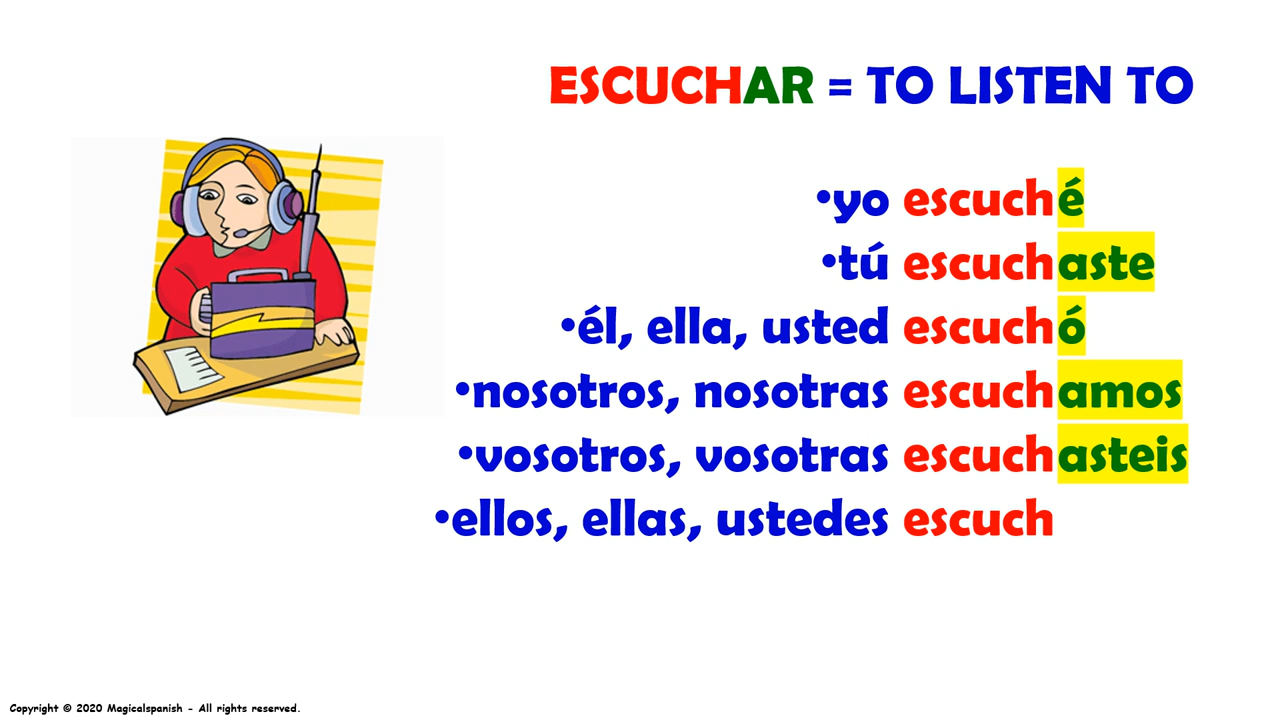 ESCUCHAR = TO LISTEN TO
•yo escuché
•tú escuchaste
•él, ella, usted escuchó
•nosotros, nosotras escuchamos
•vosotros, vosotras escuchasteis
•ellos, ellas, ustedes escuch
Copyright © 2020 Magicalspanish - All rights reserved.